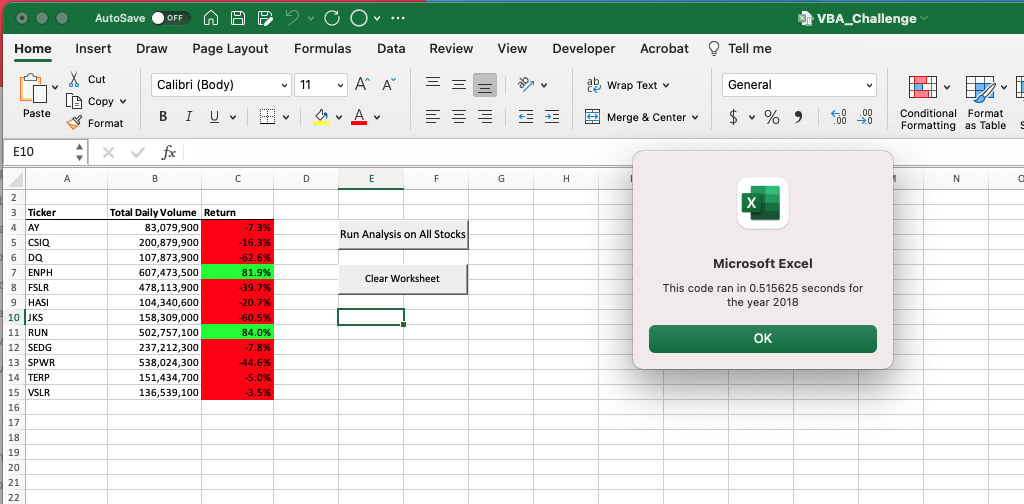 AutoSave OFF VBA_Challenge
Home Insert Draw Page Layout Formulas Data Review View Developer Acrobat Tell me
Paste
Cut
Copy
Format
Calibri (Body) 11 A A
B I U A
ab c Wrap Text
Merge & Center
General
$ % 9 .00 .0 .00 .0
Conditional Formatting
Format as Table
E10 fx
A B C D E F G H I M N O
2
3 Ticker Total Daily Volume Return
4 AY 83,079,900 -7.3%
5 CSIQ 200,879,900 -16.3%
6 DQ 107,873,900 -62.6%
7 ENPH 607,473,500 81.9%
8 FSLR 478,113,900 -39.7%
9 HASI 104,340,600 -20.7%
10 JKS 158,309,000 -60.5%
11 RUN 502,757,100 84.0%
12 SEDG 237,212,300 -7.8%
13 SPWR 538,024,300 -44.6%
14 TERP 151,434,700 -5.0%
15 VSLR 136,539,100 -3.5%
16
17
18
19
20
21
22
Run Analysis on All Stocks
Clear Worksheet
X
Microsoft Excel
This code ran in 0.515625 seconds for
the year 2018
OK